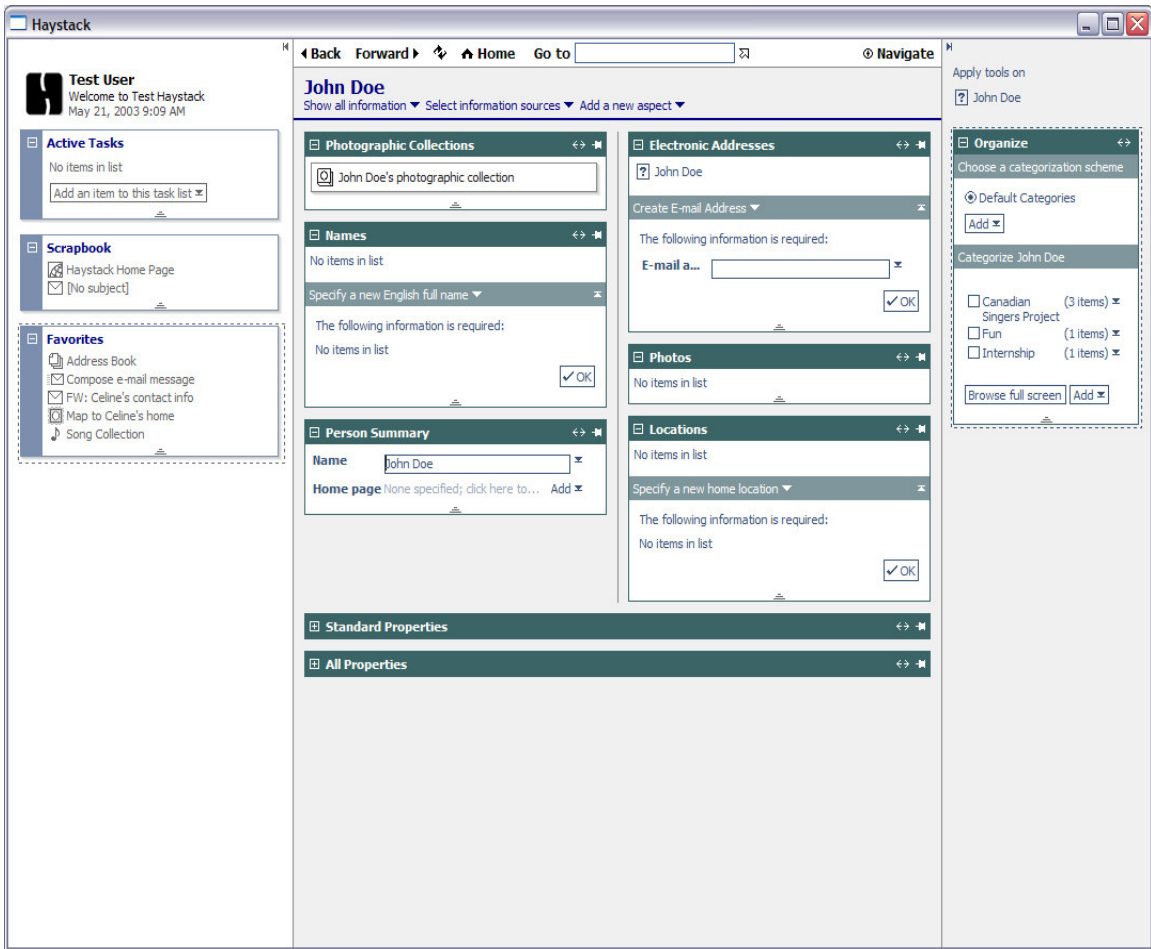 Haystack
Test User
Welcome to Test Haystack
May 21, 2003 9:09 AM
Active Tasks
No items in list
Add an item to this task list
Scrapbook
Haystack Home Page
[No subject]
Favorites
Address Book
Compose e-mail message
FW: Celine's contact info
Map to Celine's home
Song Collection
Back Forward Home Go to Navigate
John Doe
Show all information Select information sources Add a new aspect
Photographic Collections
John Doe's photographic collection
Names
No items in list
Specify a new English full name
The following information is required:
No items in list
OK
Person Summary
Name John Doe
Home page None specified; click here to... Add
Electronic Addresses
? John Doe
Create E-mail Address
The following information is required:
E-mail a...
OK
Photos
No items in list
Locations
No items in list
Specify a new home location
The following information is required:
No items in list
OK
Standard Properties
All Properties
Apply tools on
? John Doe
Organize
Choose a categorization scheme
Default Categories
Add
Categorize John Doe
Canadian (3 items)
Singers Project
Fun (1 items)
Internship (1 items)
Browse full screen Add